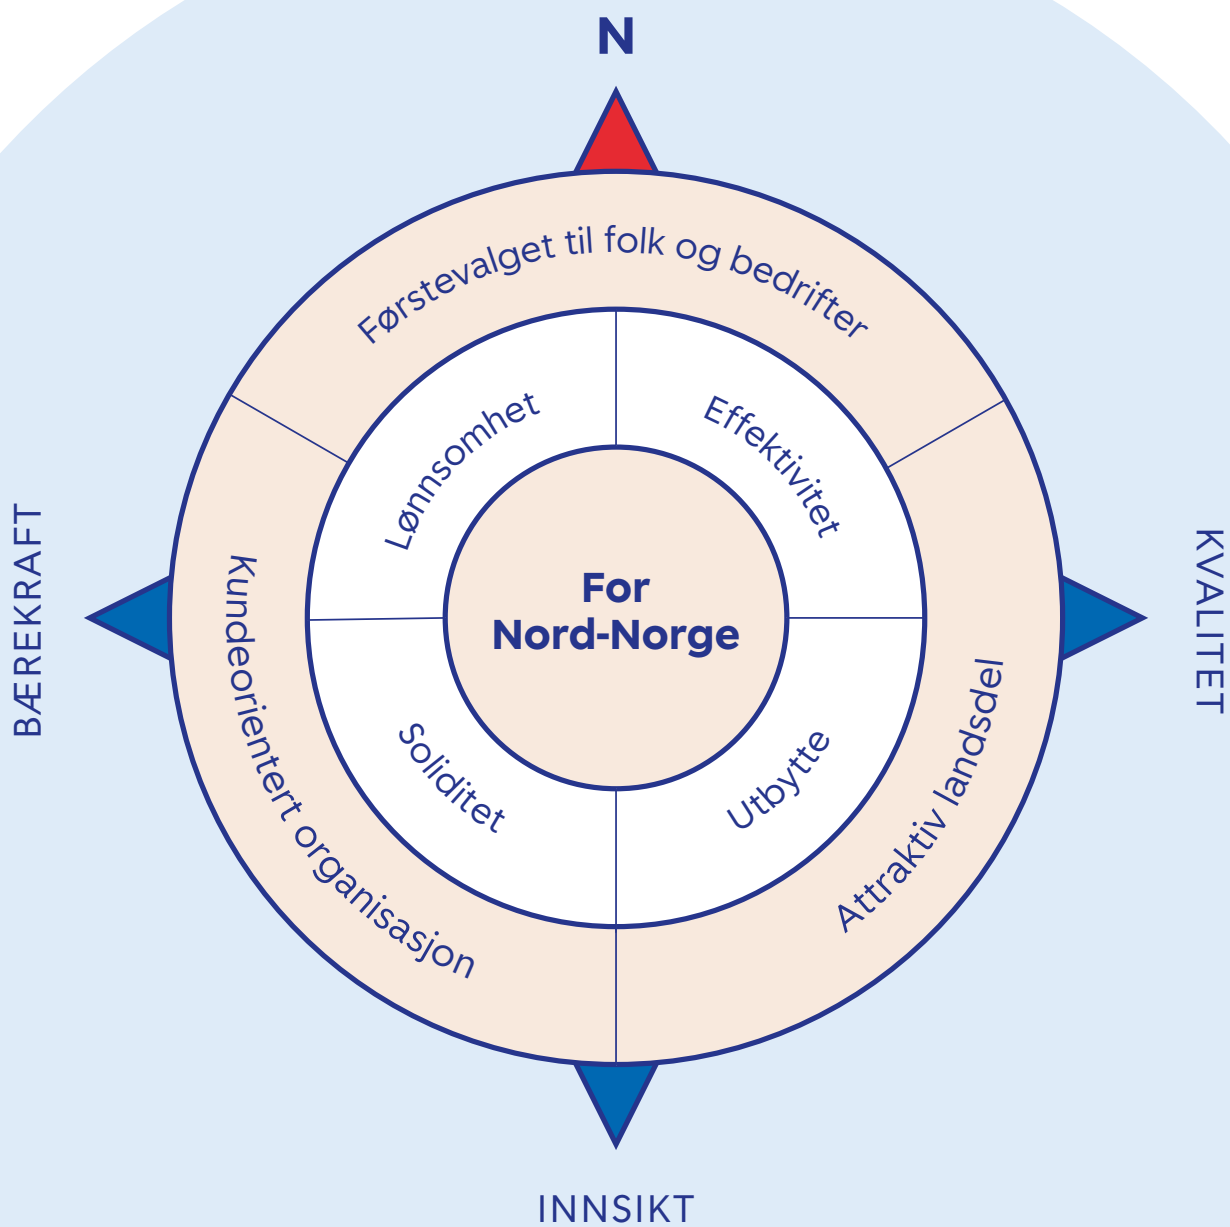 N
Førstevalget til folk og bedrifter
Lønnsomhet
Effektivitet
BÆREKRAFT
For
Nord-Norge
KVALITET
Kundeorientert organisasjon
Soliditet
Utbytte
Attraktiv landsdel
INNSIKT